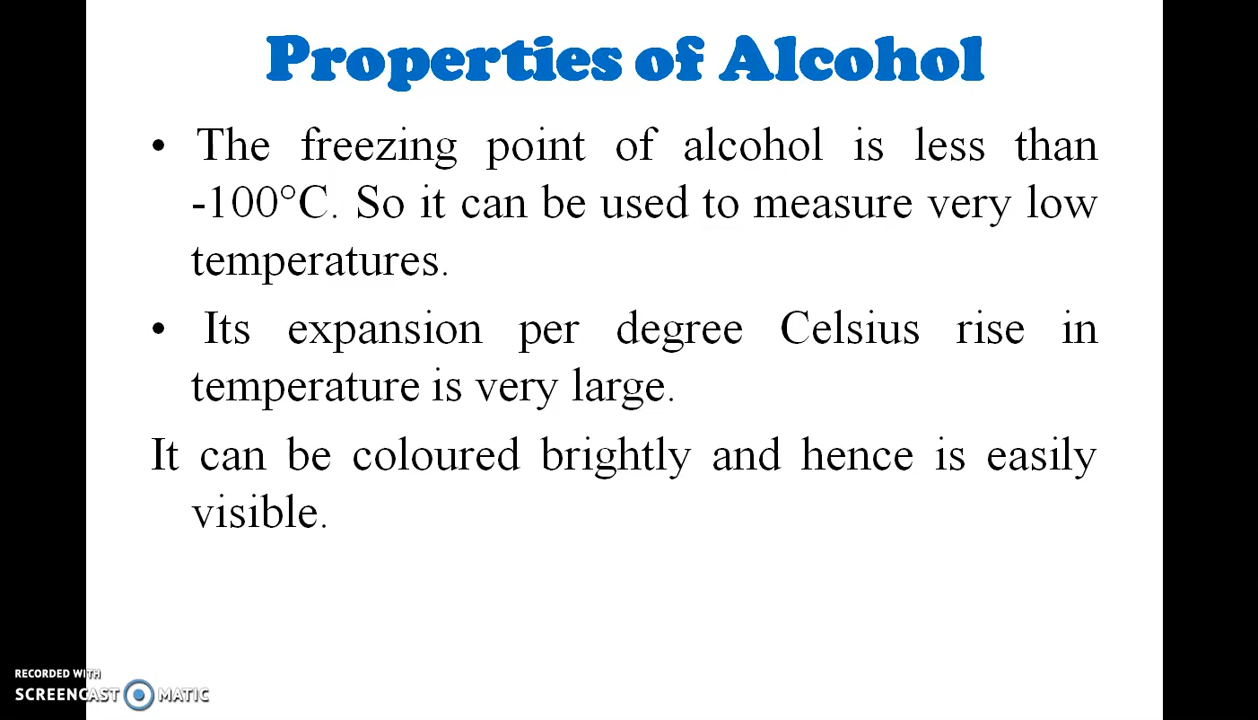 Properties of Alcohol
• The freezing point of alcohol is less than
-100°C. So it can be used to measure very low
temperatures.
• Its expansion per degree Celsius rise in
temperature is very large.
It can be coloured brightly and hence is easily
visible.
RECORDED WITH
SCREENCAST MATIC